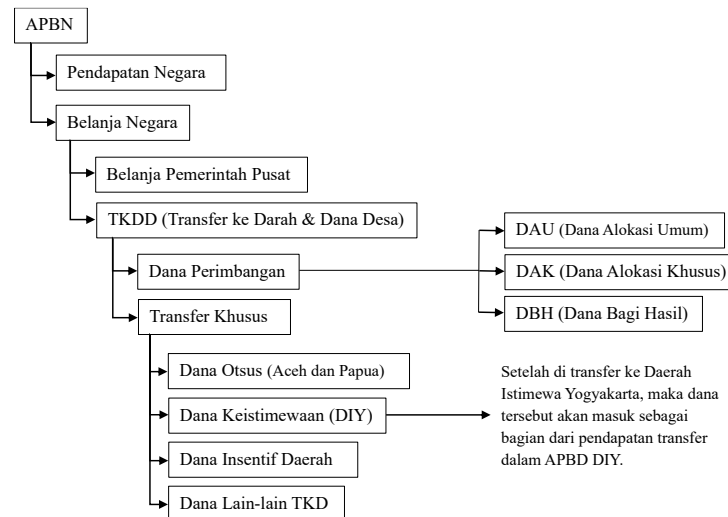 APBN
Pendapatan Negara
Belanja Negara
Belanja Pemerintah Pusat
TKDD (Transfer ke Darah & Dana Desa)
Dana Perimbangan
DAU (Dana Alokasi Umum)
DAK (Dana Alokasi Khusus)
DBH (Dana Bagi Hasil)
Transfer Khusus
Dana Otsus (Aceh dan Papua)
Dana Keistimewaan (DIY)
Setelah di transfer ke Daerah
Istimewa Yogyakarta, maka dana
tersebut akan masuk sebagai
bagian dari pendapatan transfer
dalam APBD DIY.
Dana Insentif Daerah
Dana Lain-lain TKD